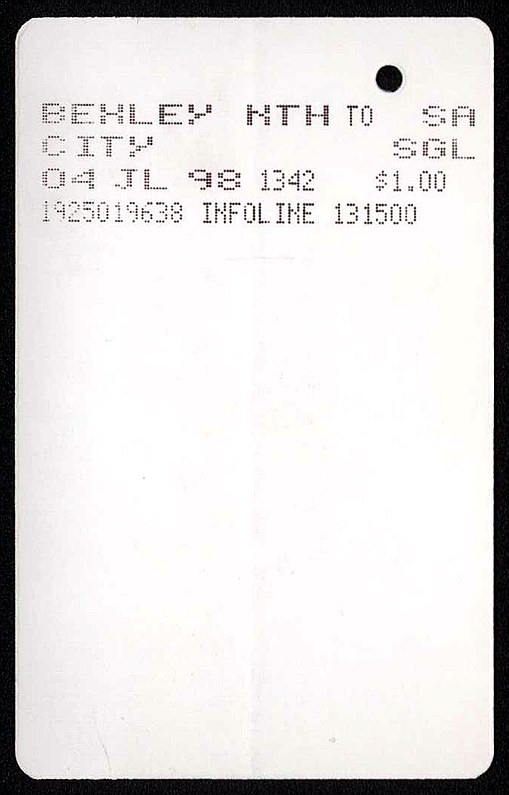 BEXLEY NTH TO SA
CITY SGL
04 JL 98 1342 $1.00
1925019638 INFOLINE 131500